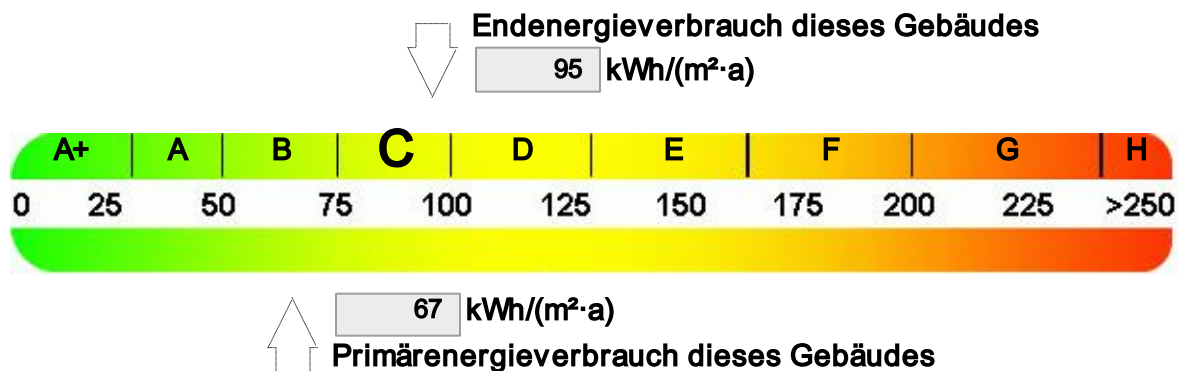 Endenergieverbrauch dieses Gebäudes
95 kWh/(m²·a)
A+ A B C D E F G H
0 25 50 75 100 125 150 175 200 225 >250
67 kWh/(m²·a)
Primärenergieverbrauch dieses Gebäudes